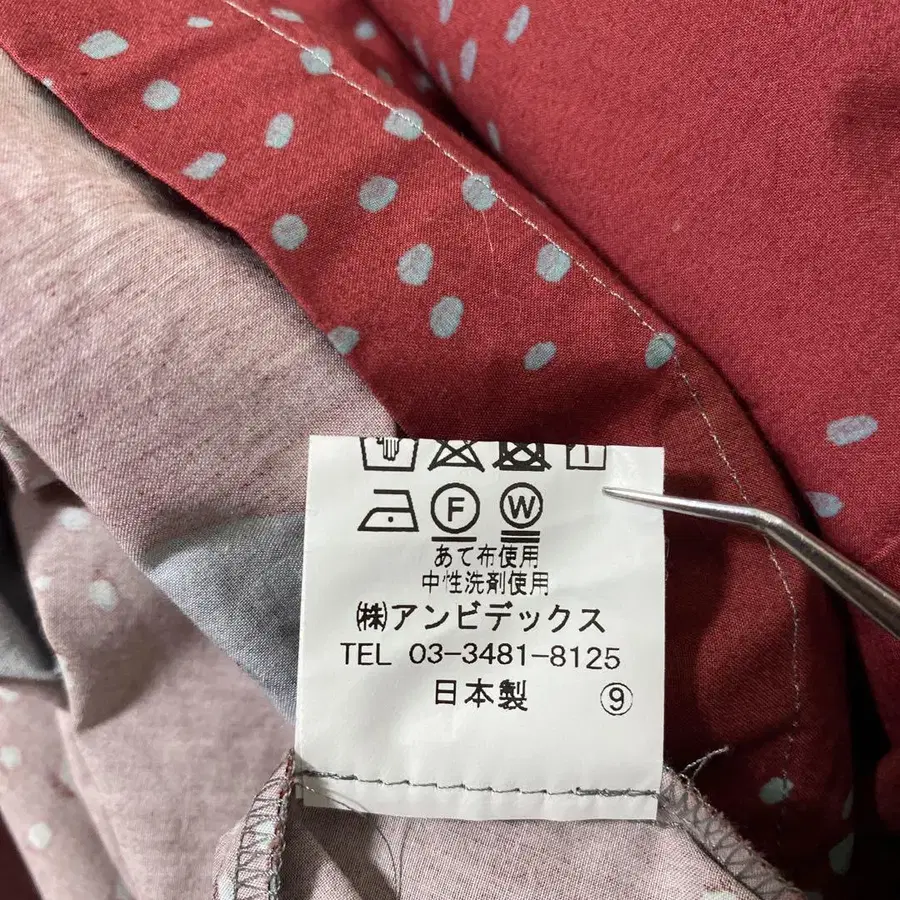 F W
あて布使用
中性洗剤使用
㈱アンビデックス
TEL 03-3481-8125
日本製 ⑨